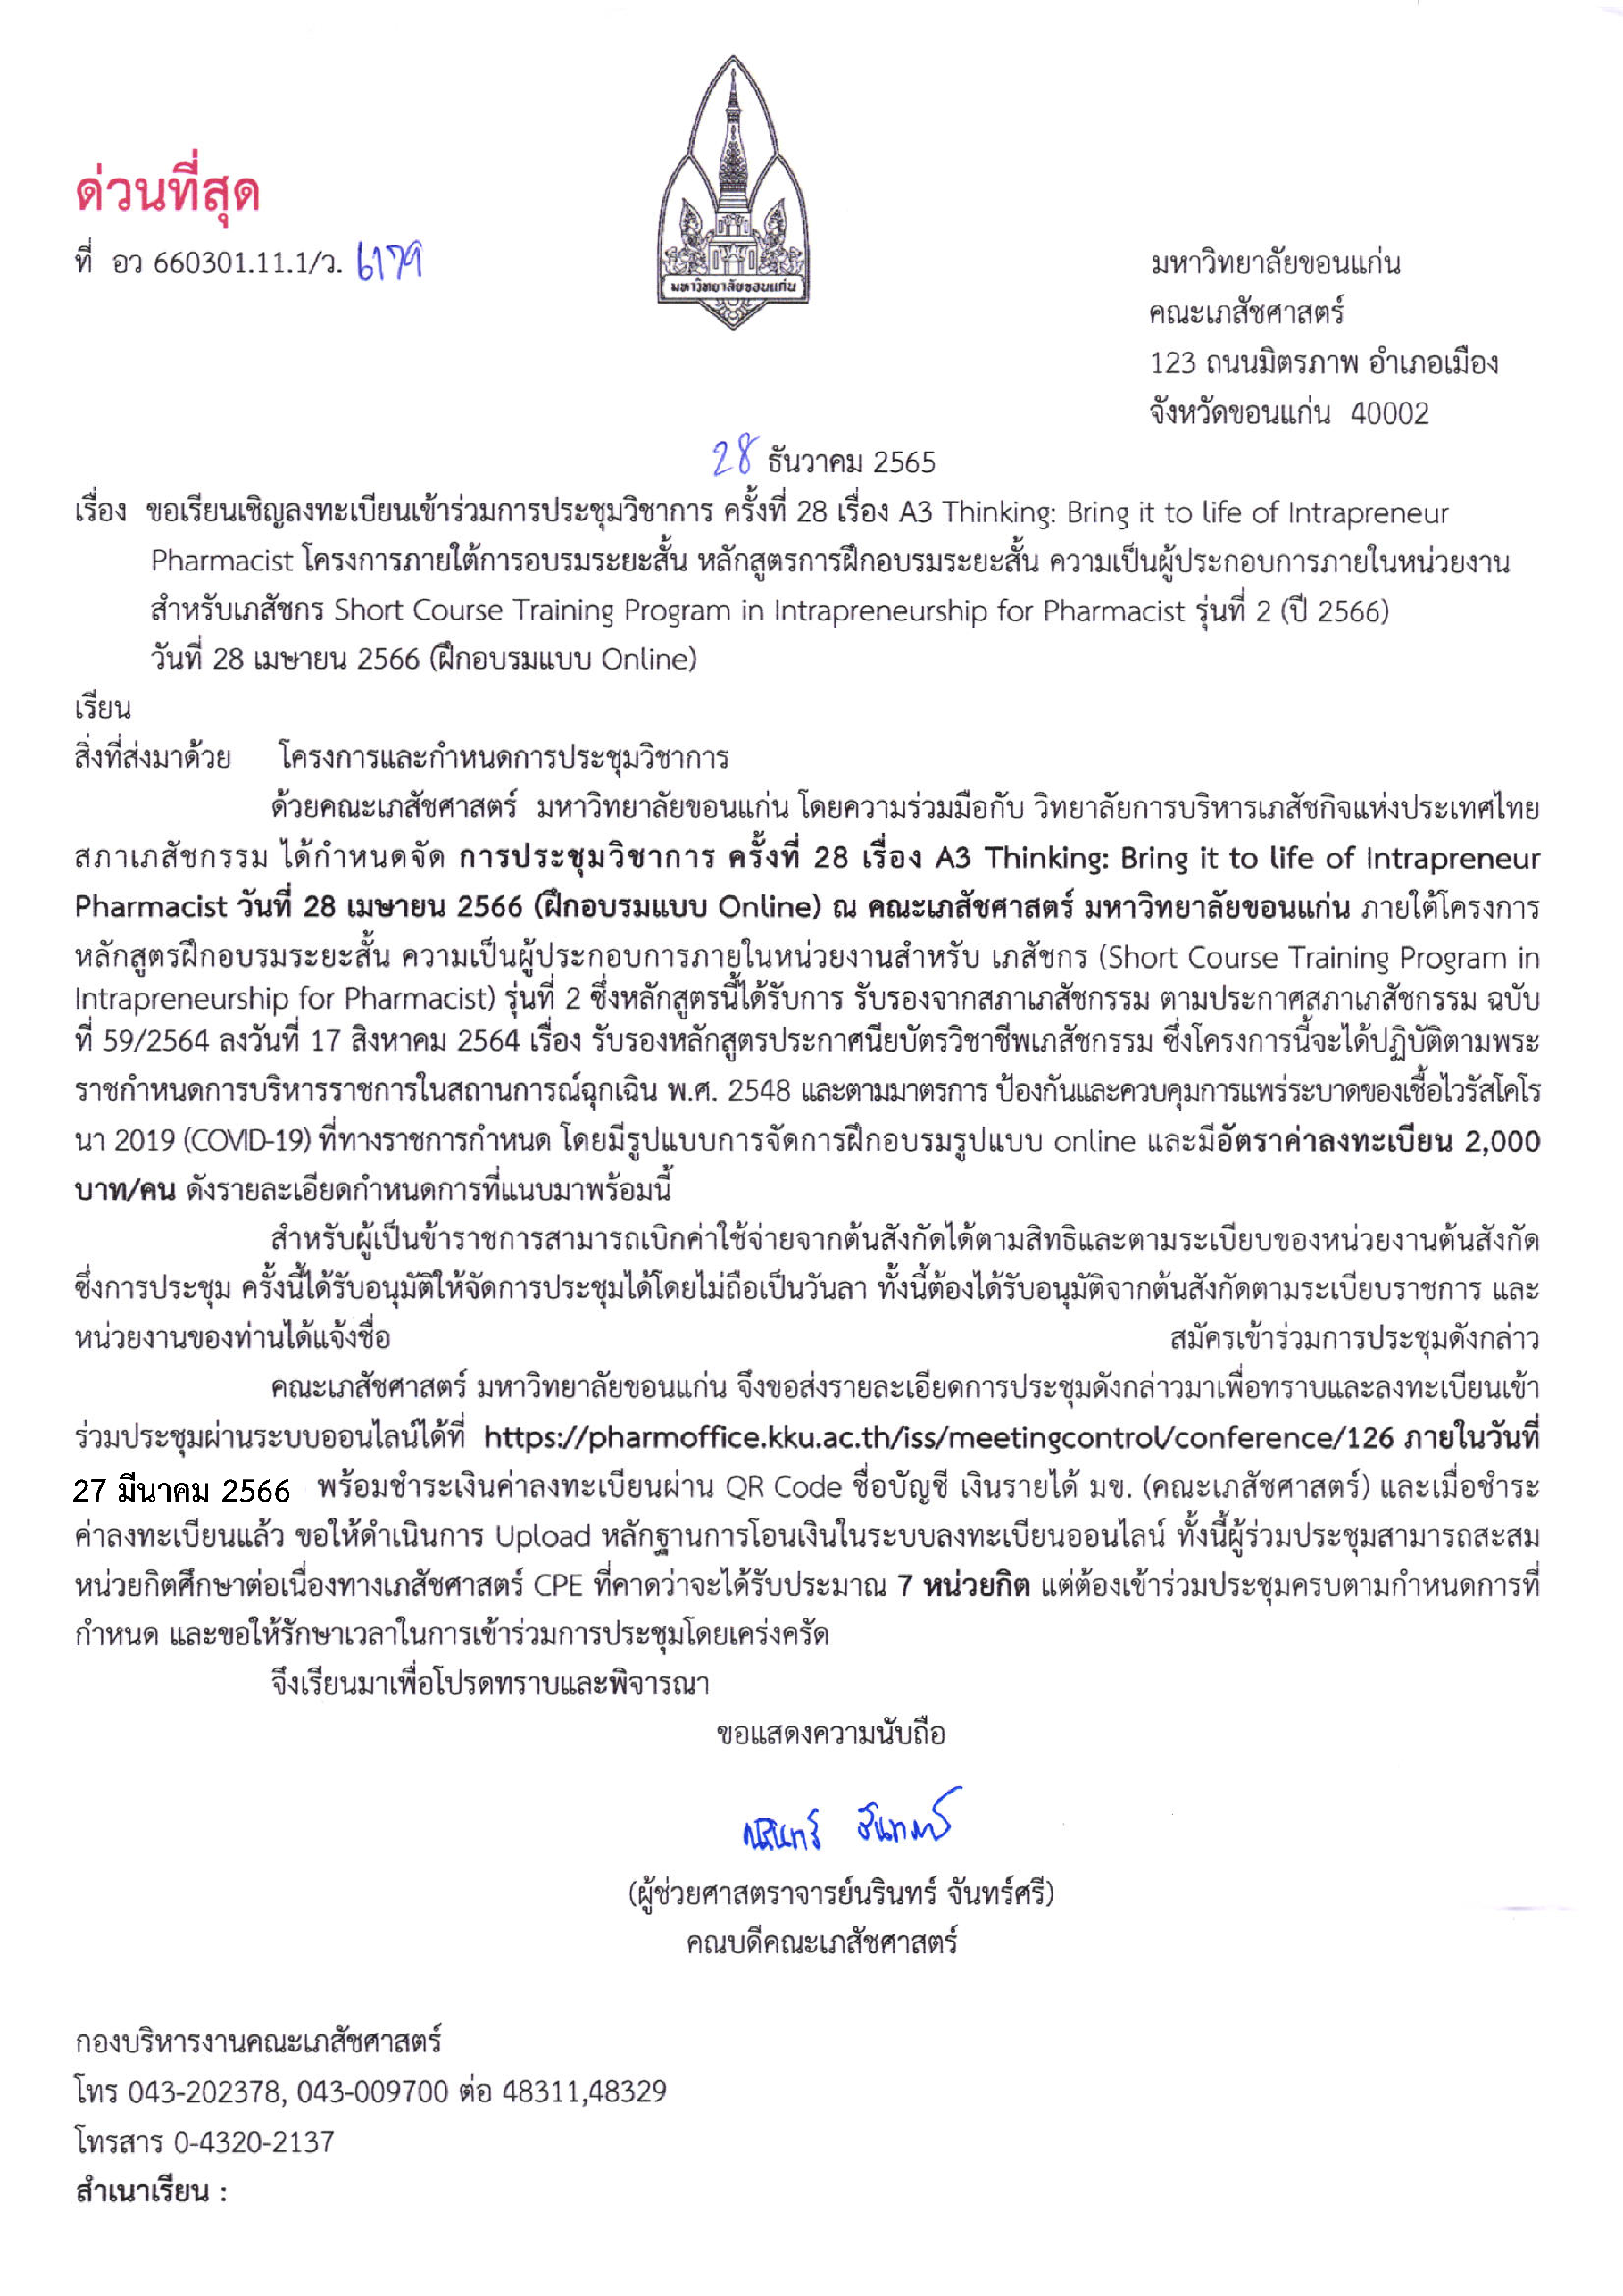 ด่วนที่สุด
ที่ อว 660301.11.1/ว. 6179
มหาวิทยาลัยขอนแก่น
มหาวิทยาลัยขอนแก่น
คณะเภสัชศาสตร์
123 ถนนมิตรภาพ อำเภอเมือง
จังหวัดขอนแก่น 40002
28 ธันวาคม 2565
เรื่อง ขอเรียนเชิญลงทะเบียนเข้าร่วมการประชุมวิชาการ ครั้งที่ 28 เรื่อง A3 Thinking: Bring it to life of Intrapreneur
Pharmacist โครงการภายใต้การอบรมระยะสั้น หลักสูตรการฝึกอบรมระยะสั้น ความเป็นผู้ประกอบการภายในหน่วยงาน
สำหรับเภสัชกร Short Course Training Program in Intrapreneurship for Pharmacist รุ่นที่ 2 (ปี 2566)
วันที่ 28 เมษายน 2566 (ฝึกอบรมแบบ Online)
เรียน
สิ่งที่ส่งมาด้วย โครงการและกำหนดการประชุมวิชาการ
ด้วยคณะเภสัชศาสตร์ มหาวิทยาลัยขอนแก่น โดยความร่วมมือกับ วิทยาลัยการบริหารเภสัชกิจแห่งประเทศไทย
สภาเภสัชกรรม ได้กำหนดจัด การประชุมวิชาการ ครั้งที่ 28 เรื่อง A3 Thinking: Bring it to life of Intrapreneur
Pharmacist วันที่ 28 เมษายน 2566 (ฝึกอบรมแบบ Online) ณ คณะเภสัชศาสตร์ มหาวิทยาลัยขอนแก่น ภายใต้โครงการ
หลักสูตรฝึกอบรมระยะสั้น ความเป็นผู้ประกอบการภายในหน่วยงานสำหรับ เภสัชกร (Short Course Training Program in
Intrapreneurship for Pharmacist) รุ่นที่ 2 ซึ่งหลักสูตรนี้ได้รับการ รับรองจากสภาเภสัชกรรม ตามประกาศสภาเภสัชกรรม ฉบับ
ที่ 59/2564 ลงวันที่ 17 สิงหาคม 2564 เรื่อง รับรองหลักสูตรประกาศนียบัตรวิชาชีพเภสัชกรรม ซึ่งโครงการนี้จะได้ปฏิบัติตามพระ
ราชกำหนดการบริหารราชการในสถานการณ์ฉุกเฉิน พ.ศ. 2548 และตามมาตรการ ป้องกันและควบคุมการแพร่ระบาดของเชื้อไวรัสโคโร
นา 2019 (COVID-19) ที่ทางราชการกำหนด โดยมีรูปแบบการจัดการฝึกอบรมรูปแบบ online และมีอัตราค่าลงทะเบียน 2,000
บาท/คน ดังรายละเอียดกำหนดการที่แนบมาพร้อมนี้
สำหรับผู้เป็นข้าราชการสามารถเบิกค่าใช้จ่ายจากต้นสังกัดได้ตามสิทธิและตามระเบียบของหน่วยงานต้นสังกัด
ซึ่งการประชุม ครั้งนี้ได้รับอนุมัติให้จัดการประชุมได้โดยไม่ถือเป็นวันลา ทั้งนี้ต้องได้รับอนุมัติจากต้นสังกัดตามระเบียบราชการ และ
หน่วยงานของท่านได้แจ้งชื่อ สมัครเข้าร่วมการประชุมดังกล่าว
คณะเภสัชศาสตร์ มหาวิทยาลัยขอนแก่น จึงขอส่งรายละเอียดการประชุมดังกล่าวมาเพื่อทราบและลงทะเบียนเข้า
ร่วมประชุมผ่านระบบออนไลน์ได้ที่ https://pharmoffice.kku.ac.th/iss/meetingcontrol/conference/126 ภายในวันที่
27 มีนาคม 2566 พร้อมชำระเงินค่าลงทะเบียนผ่าน QR Code ชื่อบัญชี เงินรายได้ มข. (คณะเภสัชศาสตร์) และเมื่อชำระ
ค่าลงทะเบียนแล้ว ขอให้ดำเนินการ Upload หลักฐานการโอนเงินในระบบลงทะเบียนออนไลน์ ทั้งนี้ผู้ร่วมประชุมสามารถสะสม
หน่วยกิตศึกษาต่อเนื่องทางเภสัชศาสตร์ CPE ที่คาดว่าจะได้รับประมาณ 7 หน่วยกิต แต่ต้องเข้าร่วมประชุมครบตามกำหนดการที่
กำหนด และขอให้รักษาเวลาในการเข้าร่วมการประชุมโดยเคร่งครัด
จึงเรียนมาเพื่อโปรดทราบและพิจารณา
ขอแสดงความนับถือ
นรินทร์ จันทร์ศรี
(ผู้ช่วยศาสตราจารย์นรินทร์ จันทร์ศรี)
คณบดีคณะเภสัชศาสตร์
กองบริหารงานคณะเภสัชศาสตร์
โทร 043-202378, 043-009700 ต่อ 48311,48329
โทรสาร 0-4320-2137
สำเนาเรียน :